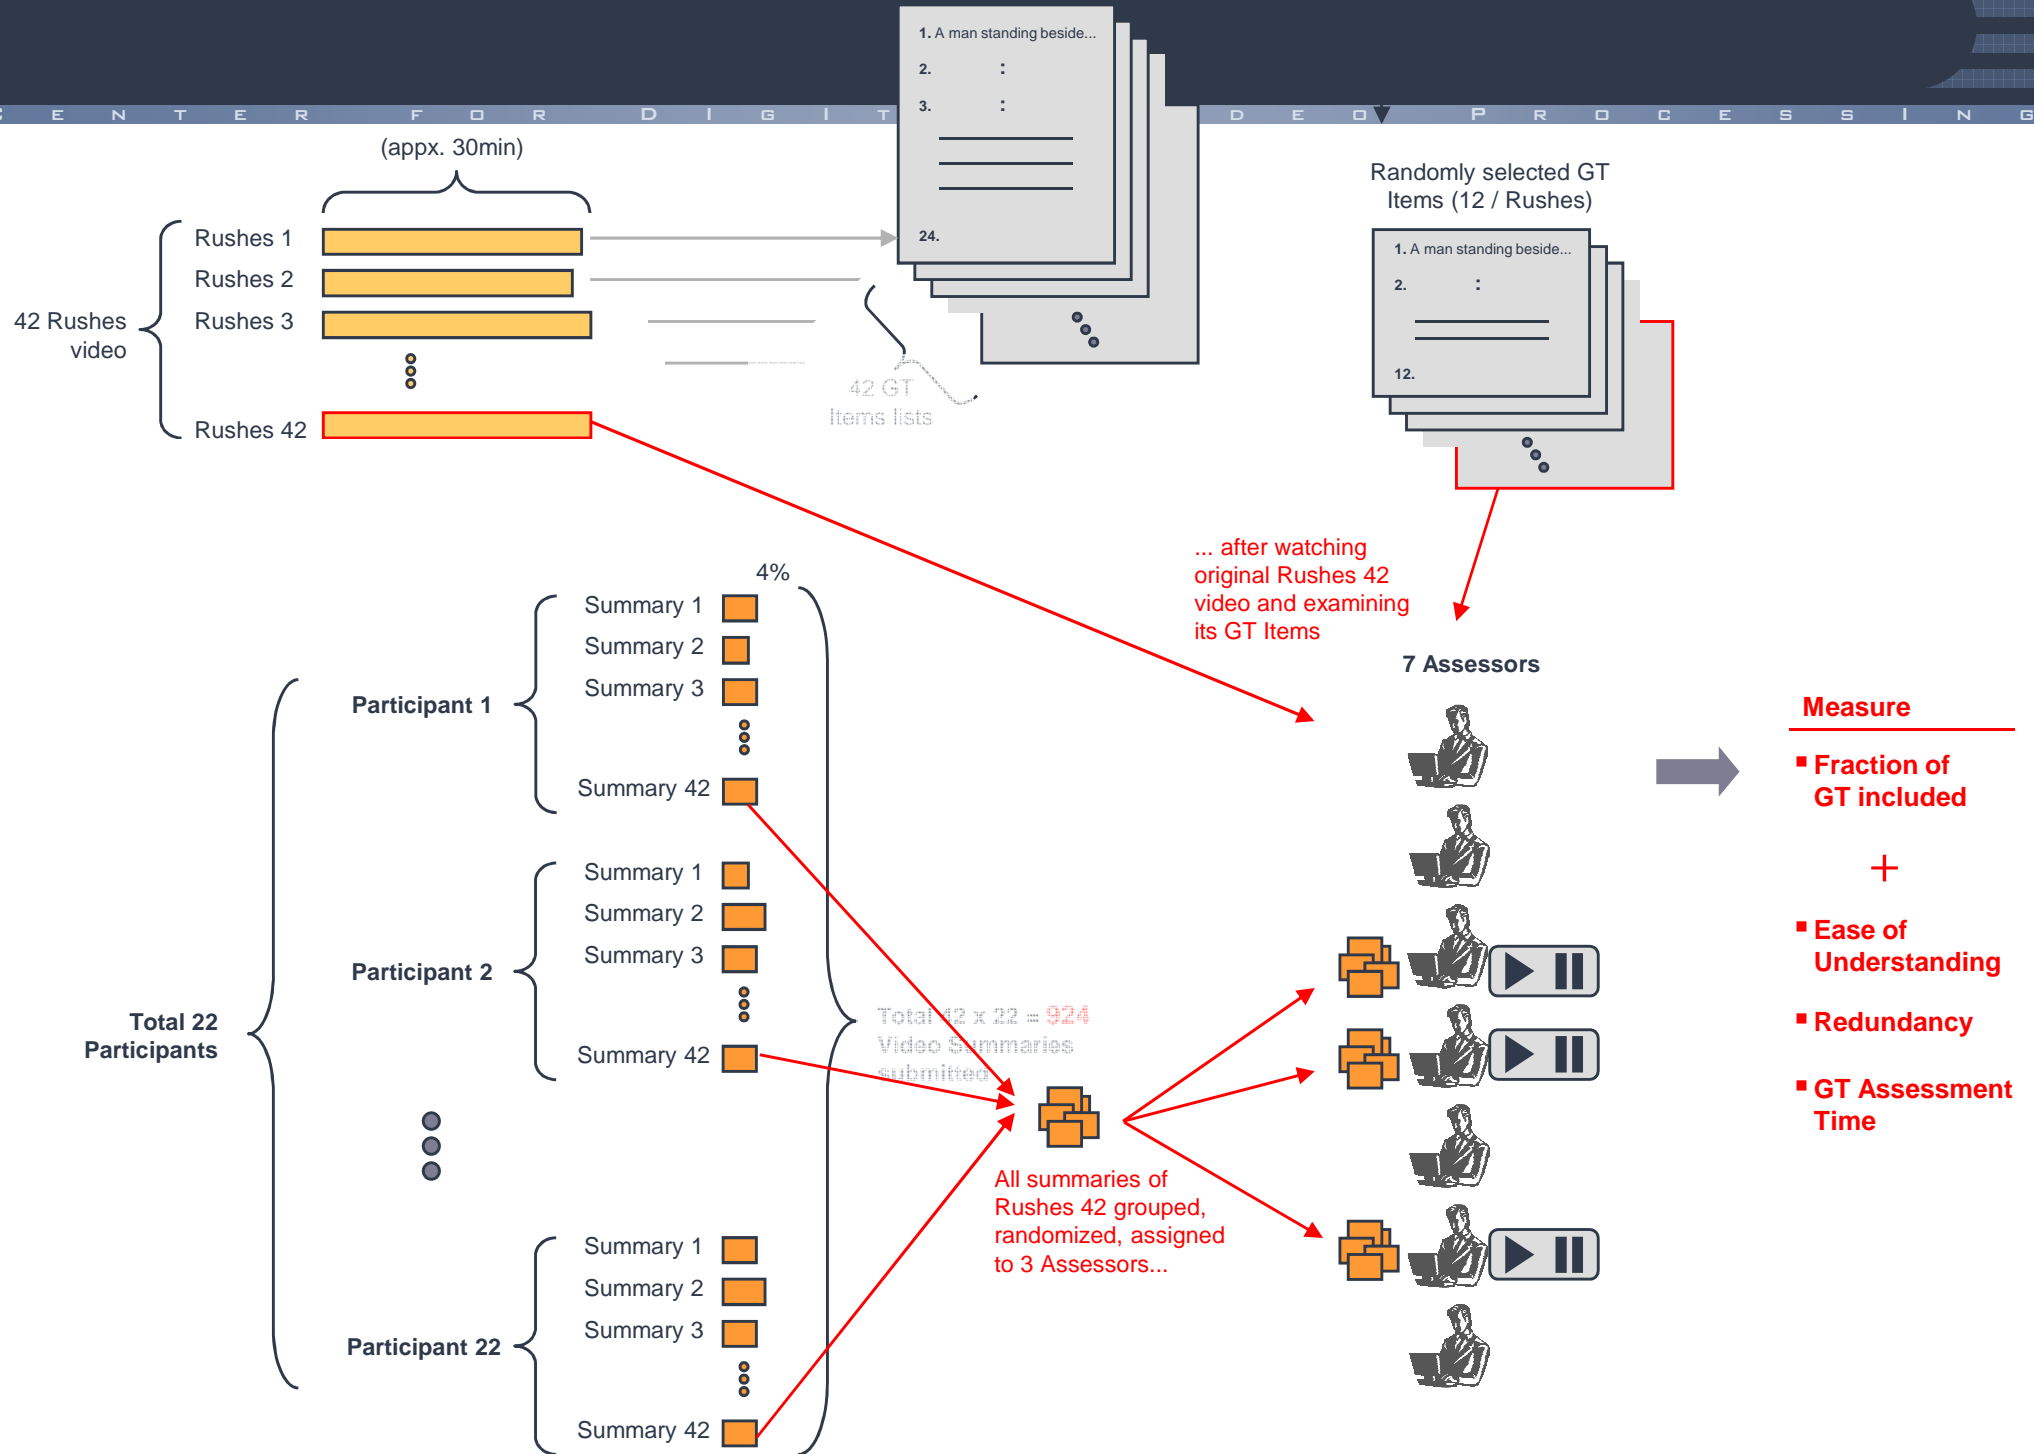 1. A man standing beside...
2. :
3. :
24.
E N T E R F O R D I G I T D E O P R O C E S S I N G
(appx. 30min)
Rushes 1
Rushes 2
Rushes 3
Rushes 42
42 Rushes
video
42 GT
Items lists
Randomly selected GT
Items (12 / Rushes)
1. A man standing beside...
2. :
12.
... after watching
original Rushes 42
video and examining
its GT Items
4%
Summary 1
Summary 2
Summary 3
Summary 42
Participant 1
Summary 1
Summary 2
Summary 3
Summary 42
Participant 2
Total 22
Participants
Summary 1
Summary 2
Summary 3
Summary 42
Participant 22
Total 42 x 22 = 924
Video Summaries
submitted
All summaries of
Rushes 42 grouped,
randomized, assigned
to 3 Assessors...
7 Assessors
Measure
▪ Fraction of
GT included
+
▪ Ease of
Understanding
▪ Redundancy
▪ GT Assessment
Time